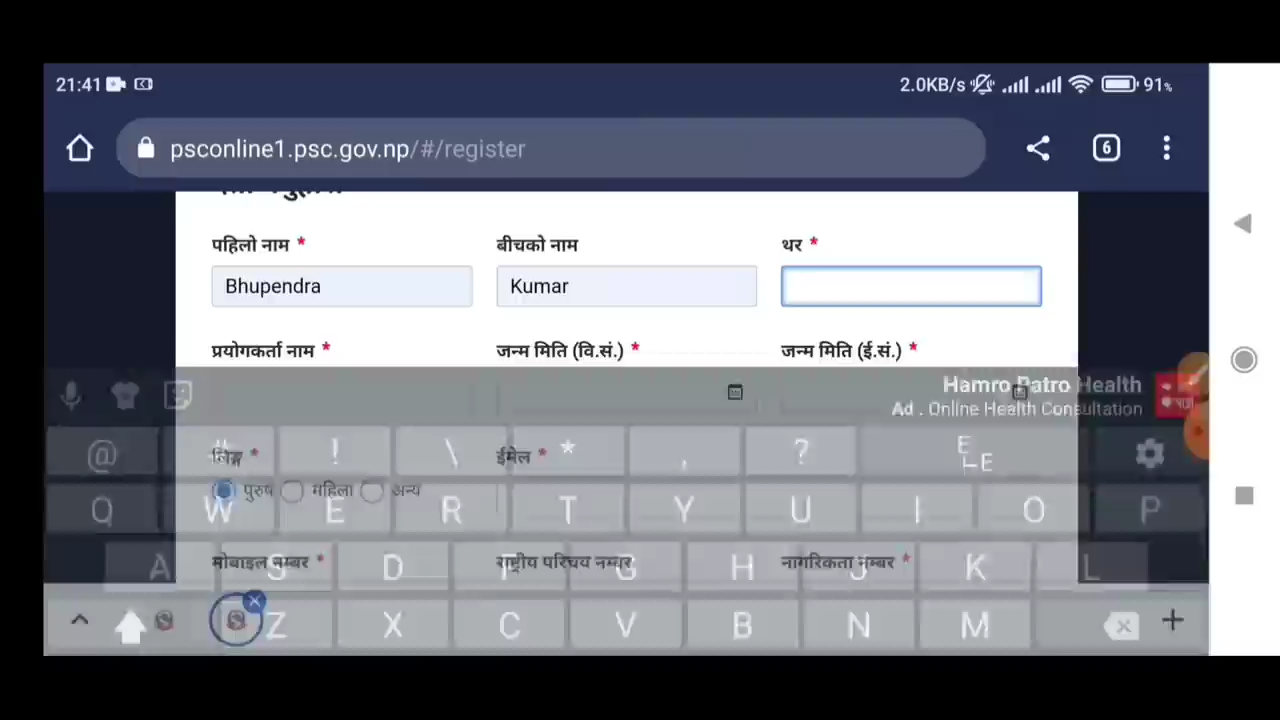 21:41 2.0KB/s 91%
psconline1.psc.gov.np/#/register 6
पहिलो नाम * बीचको नाम थर *
Bhupendra Kumar
प्रयोगकर्ता नाम * जन्म मिति (वि.सं.) * जन्म मिति (ई.सं.) *
Hamro Patro Health
Ad . Online Health Consultation
@ # ! \ * , ?
लिङ्ग * ईमेल *
पुरुष महिला अन्य
Q W E R T Y U I O P
मोबाइल नम्बर * राष्ट्रीय परिचय नम्बर नागरिकता नम्बर *
A S D F G H J K L
Z X C V B N M